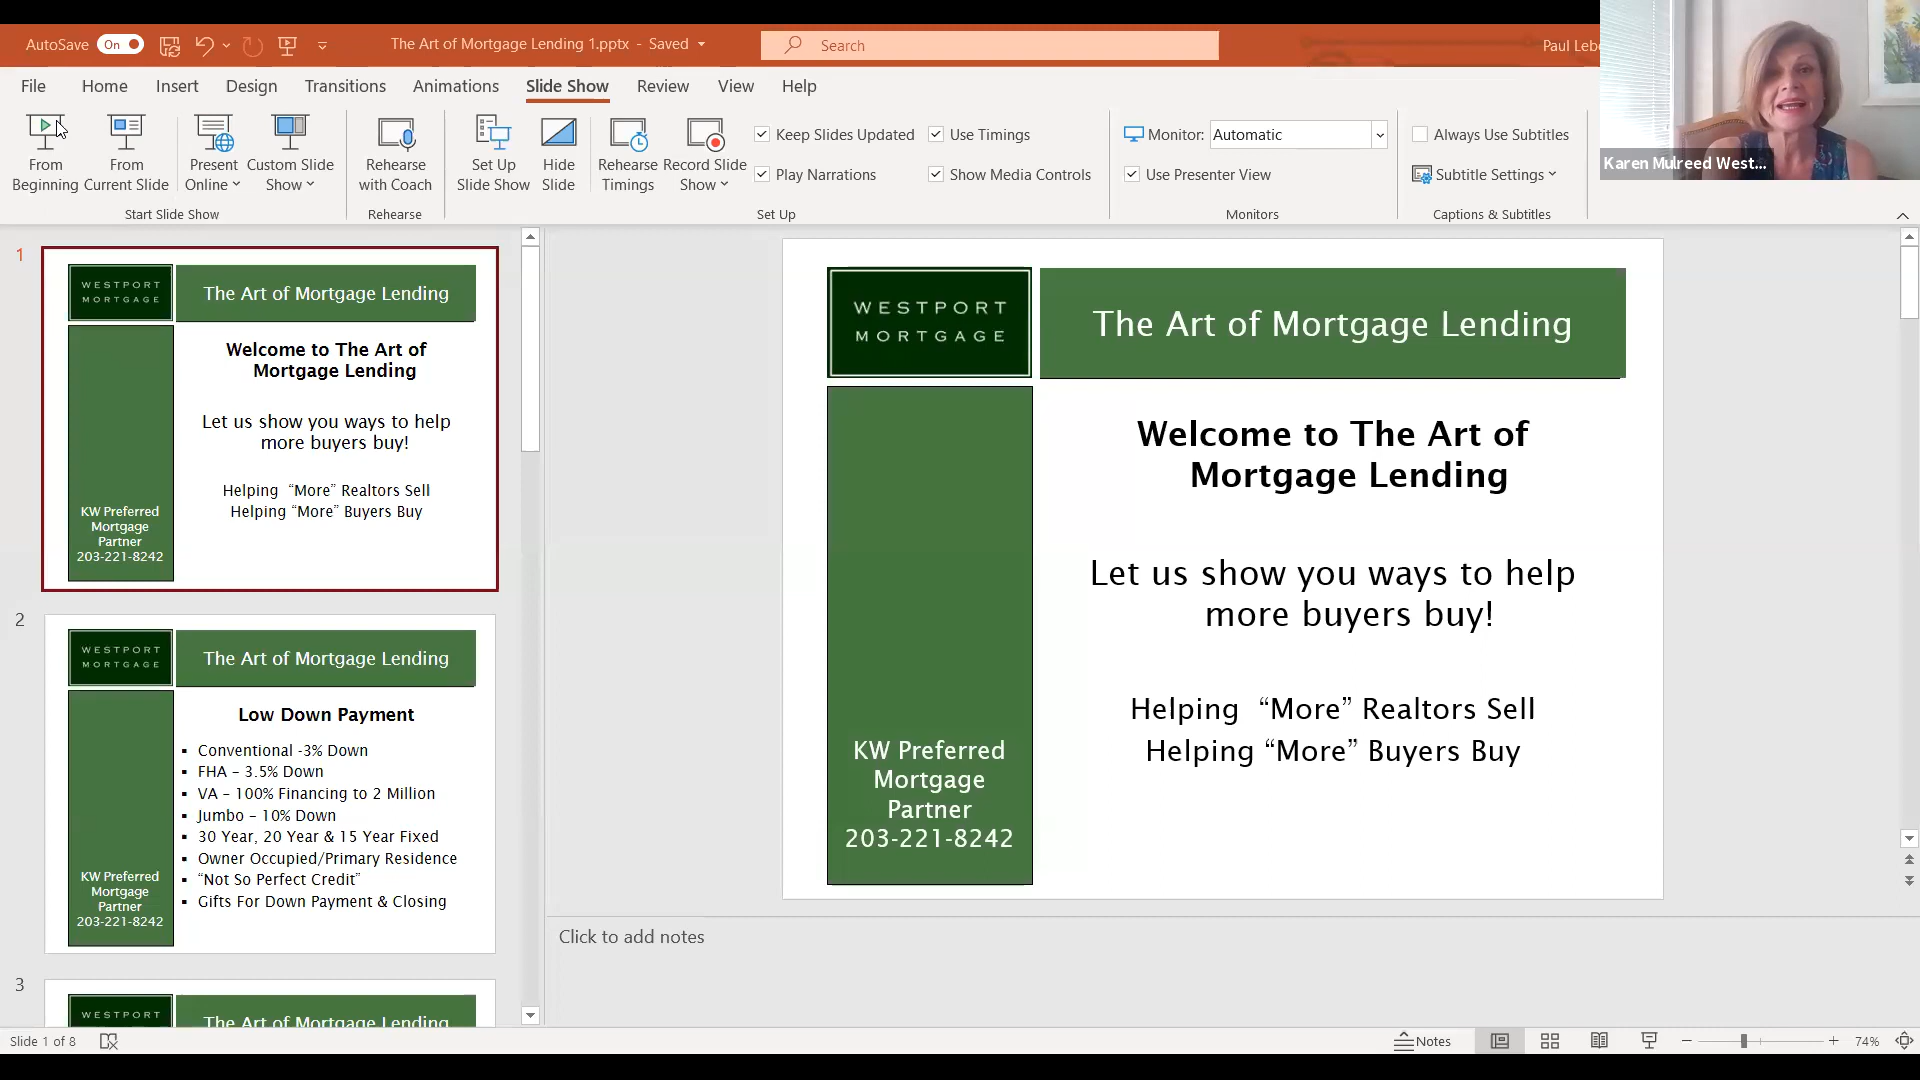 AutoSave On
The Art of Mortgage Lending 1.pptx - Saved
Search
Paul Lebe
File Home Insert Design Transitions Animations Slide Show Review View Help
From Beginning
From Current Slide
Present Online
Custom Slide Show
Start Slide Show
Rehearse with Coach
Rehearse
Set Up Slide Show
Hide Slide
Rehearse Timings
Record Slide Show
Keep Slides Updated
Use Timings
Play Narrations
Show Media Controls
Set Up
Monitor: Automatic
Use Presenter View
Monitors
Always Use Subtitles
Subtitle Settings
Captions & Subtitles
Karen Mulreed West...
1
WESTPORT
MORTGAGE
The Art of Mortgage Lending
Welcome to The Art of
Mortgage Lending
Let us show you ways to help
more buyers buy!
Helping “More” Realtors Sell
Helping “More” Buyers Buy
KW Preferred
Mortgage
Partner
203-221-8242
2
WESTPORT
MORTGAGE
The Art of Mortgage Lending
Low Down Payment
▪ Conventional -3% Down
▪ FHA – 3.5% Down
▪ VA – 100% Financing to 2 Million
▪ Jumbo – 10% Down
▪ 30 Year, 20 Year & 15 Year Fixed
▪ Owner Occupied/Primary Residence
▪ “Not So Perfect Credit”
▪ Gifts For Down Payment & Closing
KW Preferred
Mortgage
Partner
203-221-8242
3
WESTPORT
The Art of Mortgage Lending
WESTPORT
MORTGAGE
The Art of Mortgage Lending
Welcome to The Art of
Mortgage Lending
Let us show you ways to help
more buyers buy!
Helping “More” Realtors Sell
Helping “More” Buyers Buy
KW Preferred
Mortgage
Partner
203-221-8242
Click to add notes
Slide 1 of 8
Notes
74%